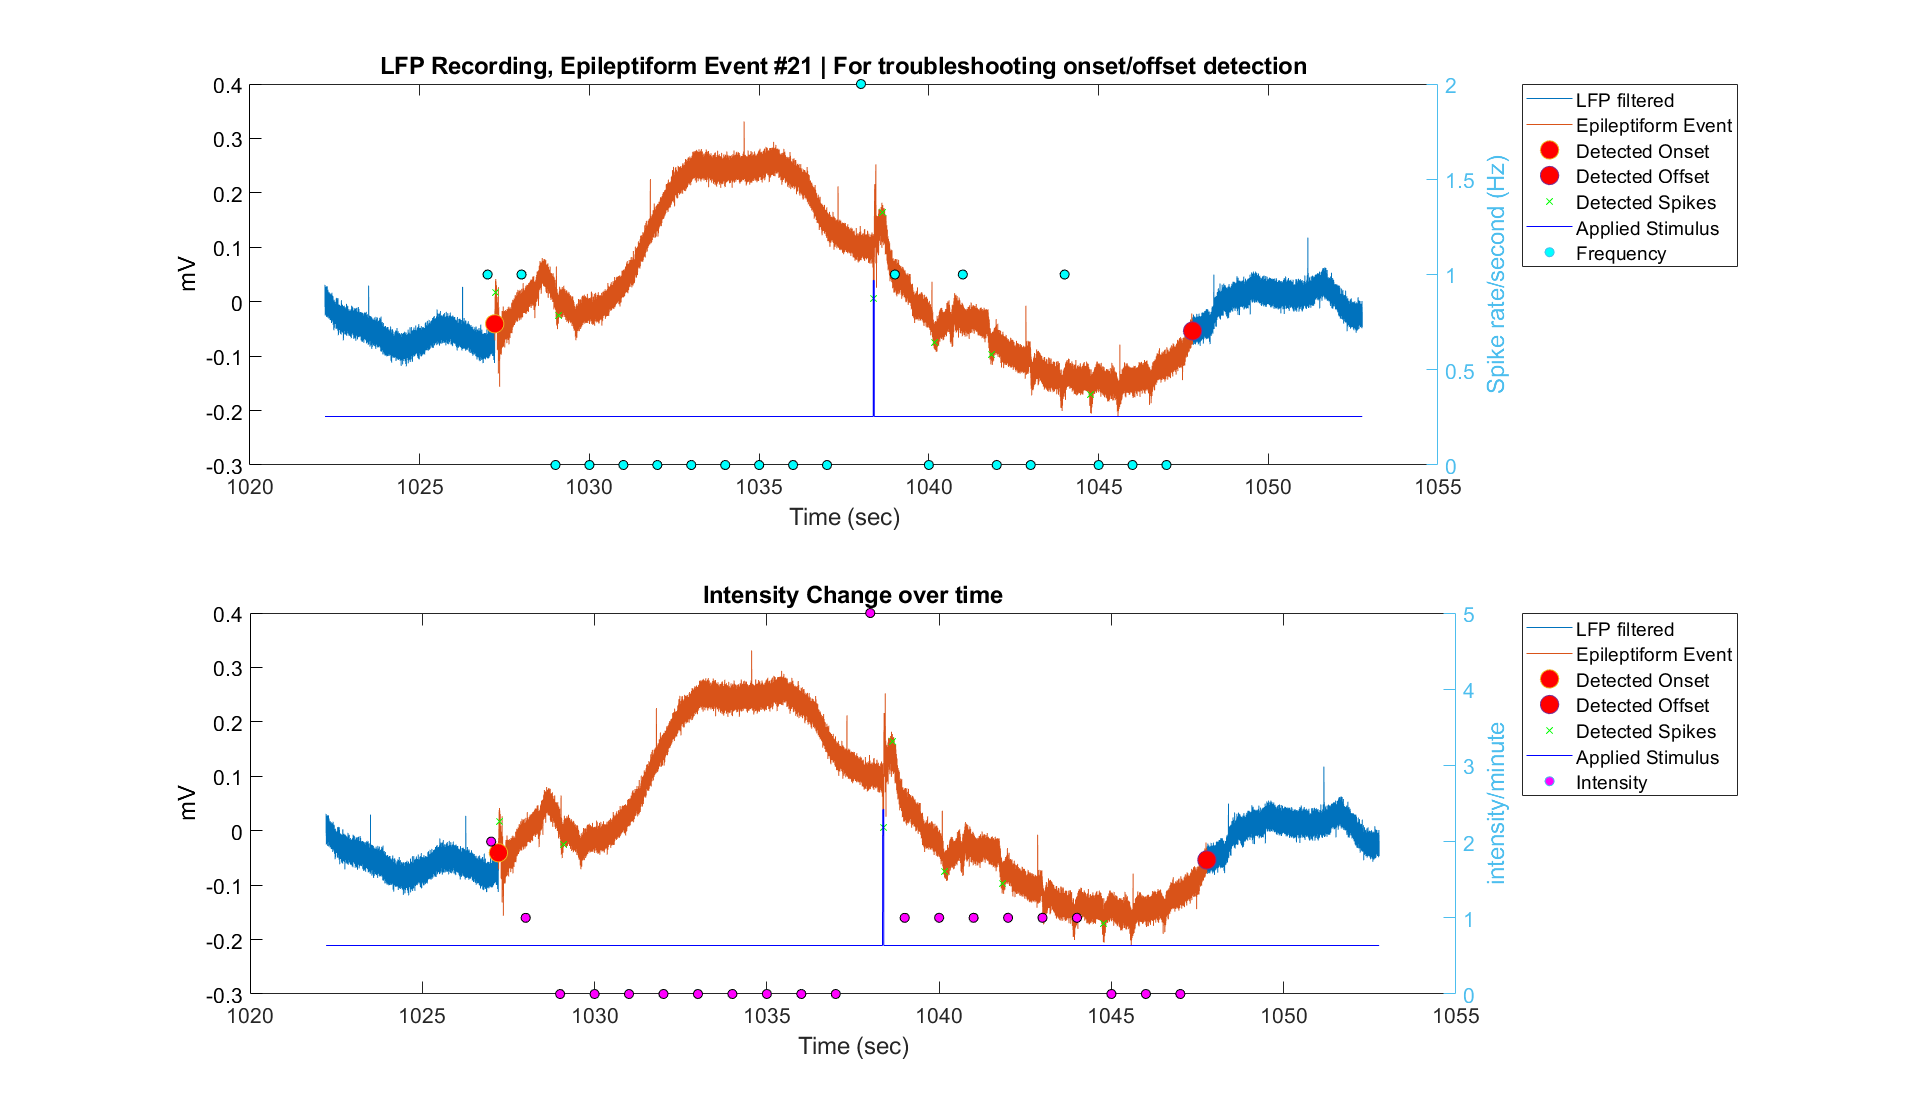 LFP Recording, Epileptiform Event #21 | For troubleshooting onset/offset detection
0.4
0.3
0.2
0.1
0
-0.1
-0.2
-0.3
mV
2
1.5
1
0.5
0
Spike rate/second (Hz)
1020 1025 1030 1035 1040 1045 1050 1055
Time (sec)
LFP filtered
Epileptiform Event
Detected Onset
Detected Offset
Detected Spikes
Applied Stimulus
Frequency
Intensity Change over time
0.4
0.3
0.2
0.1
0
-0.1
-0.2
-0.3
mV
5
4
3
2
1
0
intensity/minute
1020 1025 1030 1035 1040 1045 1050 1055
Time (sec)
LFP filtered
Epileptiform Event
Detected Onset
Detected Offset
Detected Spikes
Applied Stimulus
Intensity